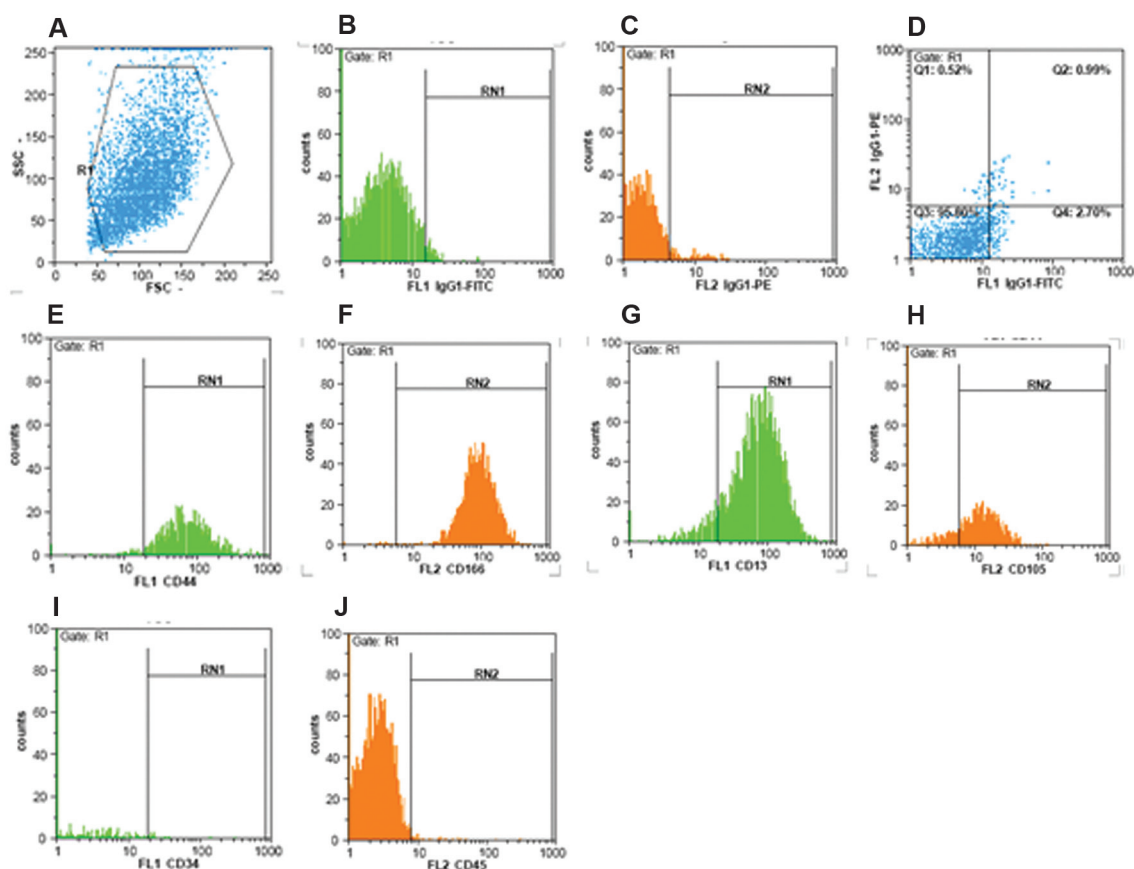 A
250
200
150
100
50
0
SSC -
R1
0 50 100 150 200 250
FSC -
B
100
80
60
40
20
0
counts
Gate: R1
RN1
1 10 100 1000
FL1 IgG1-FITC
C
100
80
60
40
20
0
counts
Gate: R1
RN2
1 10 100 1000
FL2 IgG1-PE
D
1000
100
10
1
FL2 IgG1-PE
Gate: R1
Q1: 0.52% Q2: 0.99%
Q3: 95.80% Q4: 2.70%
1 10 100 1000
FL1 IgG1-FITC
E
100
80
60
40
20
0
counts
Gate: R1
RN1
1 10 100 1000
FL1 CD44
F
100
80
60
40
20
0
counts
Gate: R1
RN2
1 10 100 1000
FL2 CD166
G
100
80
60
40
20
0
counts
Gate: R1
RN1
1 10 100 1000
FL1 CD13
H
100
80
60
40
20
0
counts
Gate: R1
RN2
1 10 100 1000
FL2 CD105
I
100
80
60
40
20
0
counts
Gate: R1
RN1
1 10 100 1000
FL1 CD34
J
100
80
60
40
20
0
counts
Gate: R1
RN2
1 10 100 1000
FL2 CD45